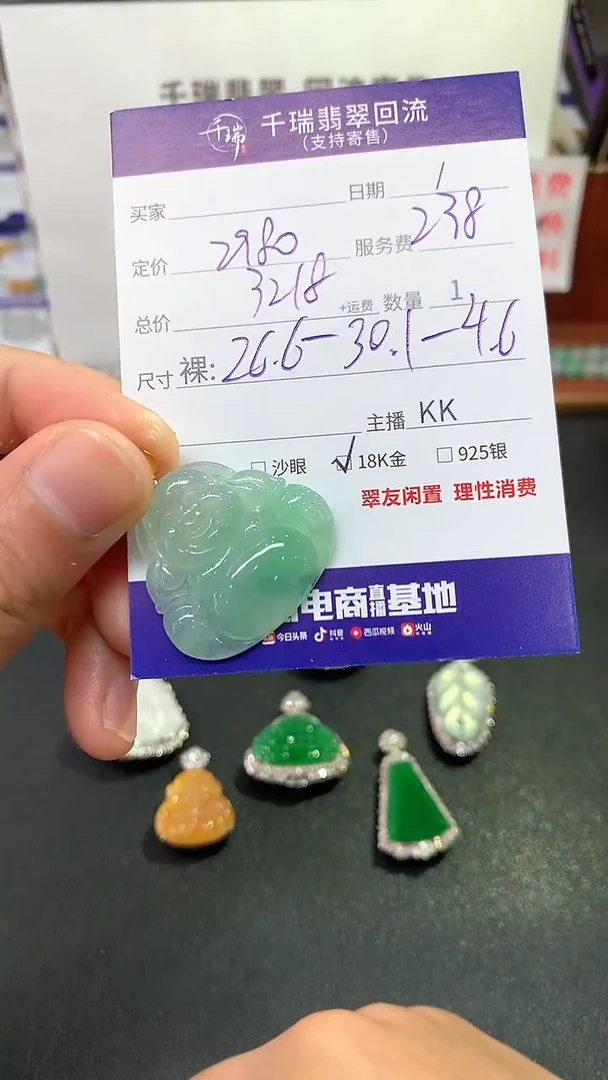 千瑞翡翠回流
千瑞
(支持寄售)
买家 日期 /
定价 2980 服务费 238
总价 3218 +运费 数量 1
尺寸 裸: 26.6-30.1-4.6
主播 KK
沙眼 ✓ 18K金 925银
翠友闲置 理性消费
电商直播基地
今日头条 抖音 西瓜视频 火山